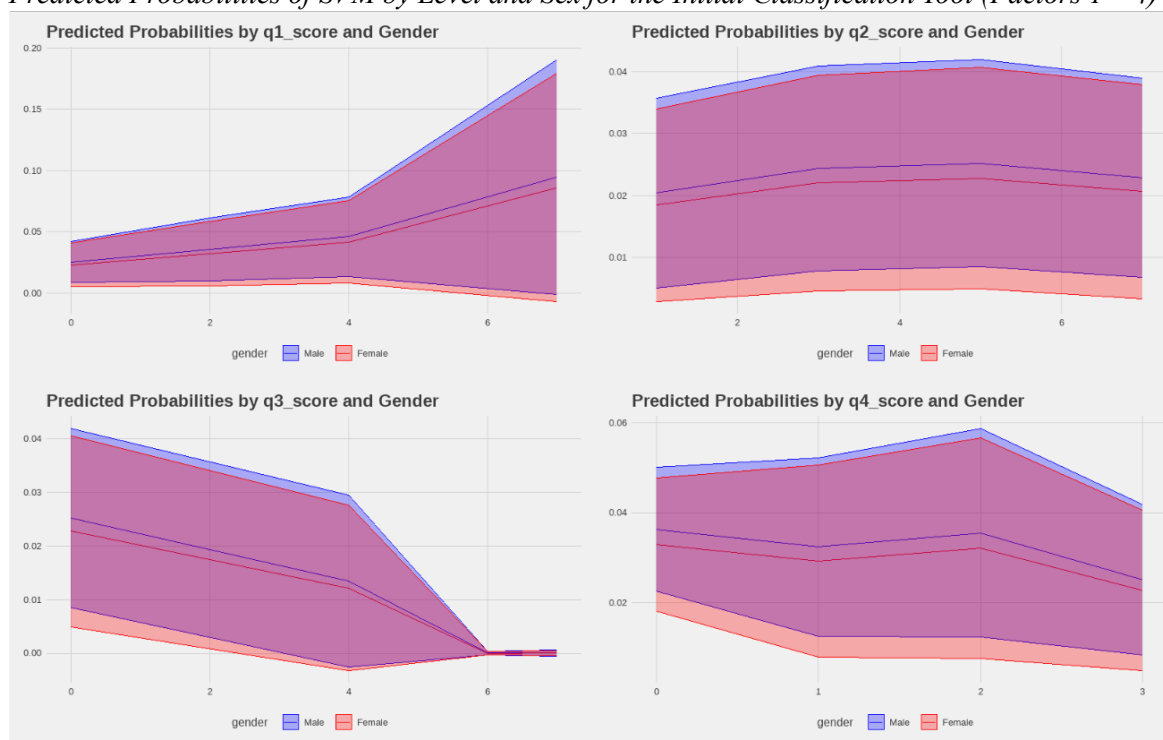 Predicted Probabilities of SVM by Level and Sex for the Initial Classification Tool (Factors 1 – 4)
Predicted Probabilities by q1_score and Gender
0.20
0.15
0.10
0.05
0.00
0 2 4 6
gender Male Female
Predicted Probabilities by q2_score and Gender
0.04
0.03
0.02
0.01
2 4 6
gender Male Female
Predicted Probabilities by q3_score and Gender
0.04
0.03
0.02
0.01
0.00
0 2 4 6
gender Male Female
Predicted Probabilities by q4_score and Gender
0.06
0.04
0.02
0 1 2 3
gender Male Female